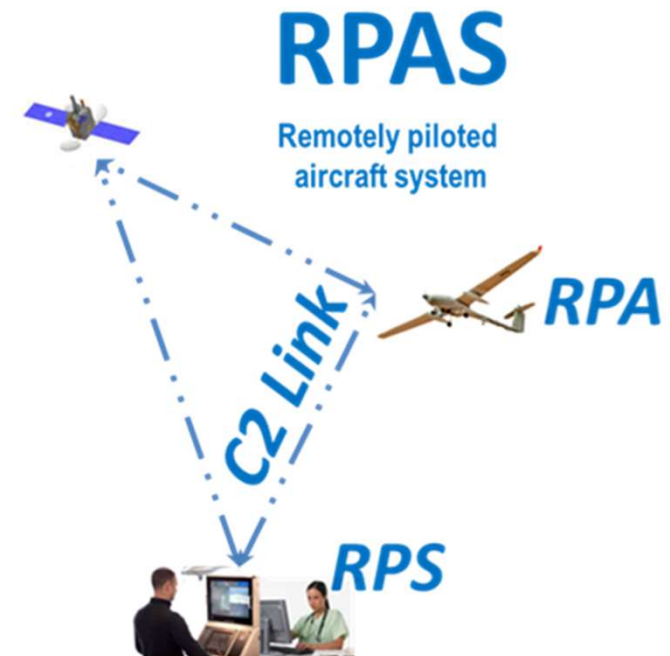 RPAS
Remotely piloted
aircraft system
RPA
C2 Link
RPS